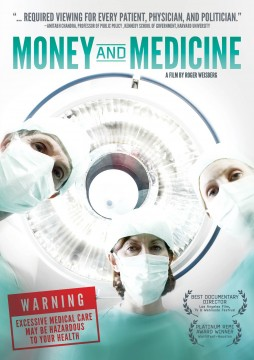 "... REQUIRED VIEWING FOR EVERY PATIENT, PHYSICIAN, AND POLITICIAN."
MONEY AND MEDICINE
A FILM BY ROGER WEISBERG
WARNING
EXCESSIVE MEDICAL CARE
MAY BE HAZARDOUS
TO YOUR HEALTH
BEST DOCUMENTARY
DIRECTOR
PLATINUM REMI
AWARD WINNER